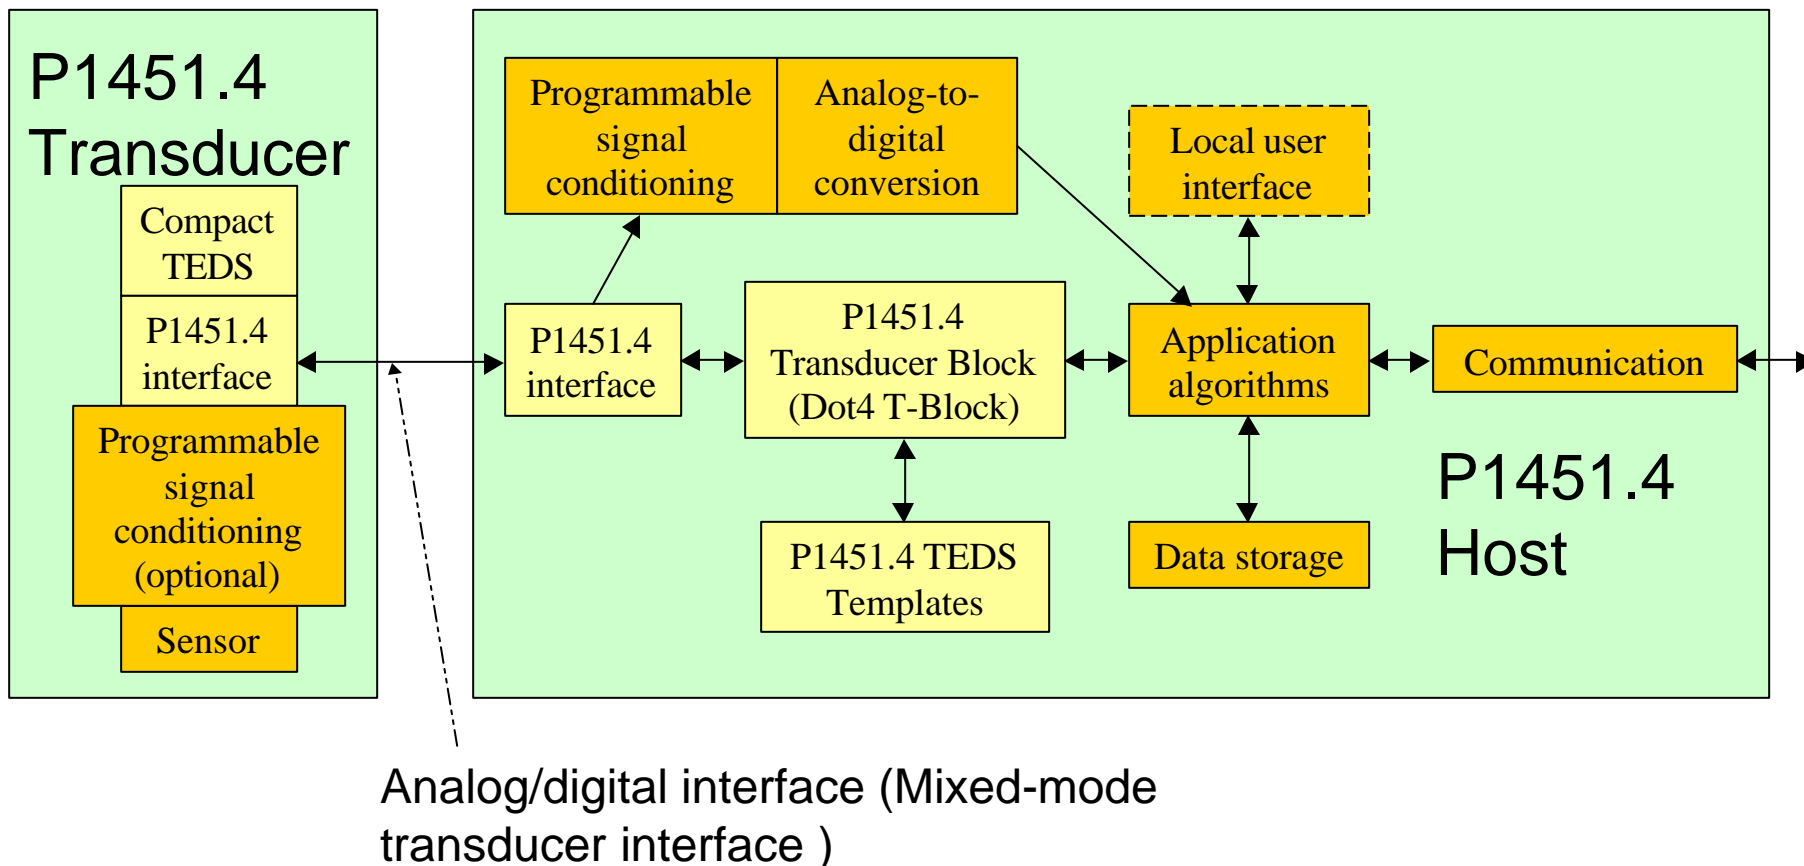 P1451.4
Transducer
Compact
TEDS
P1451.4
interface
Programmable
signal
conditioning
(optional)
Sensor
Programmable
signal
conditioning
Analog-to-
digital
conversion
Local user
interface
P1451.4
interface
P1451.4
Transducer Block
(Dot4 T-Block)
Application
algorithms
Communication
P1451.4 TEDS
Templates
Data storage
P1451.4
Host
Analog/digital interface (Mixed-mode
transducer interface )